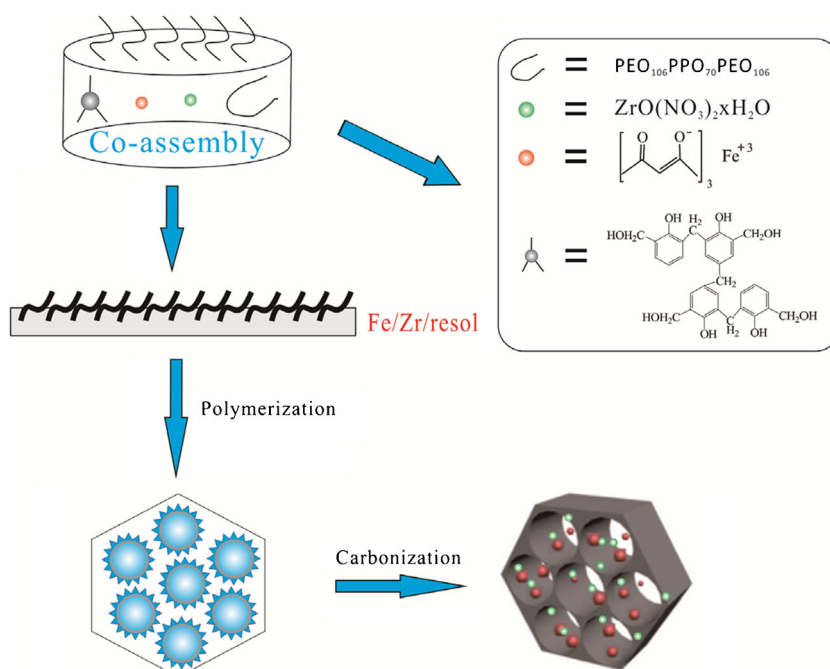 Co-assembly
= PEO₁₀₆PPO₇₀PEO₁₀₆
= ZrO(NO₃)₂xH₂O
O O⁻
= [ ]₃ Fe⁺³
OH H₂ OH
HOH₂C C CH₂OH
=
CH₂
HOH₂C CH₂OH
OH C OH
H₂
Fe/Zr/resol
Polymerization
Carbonization